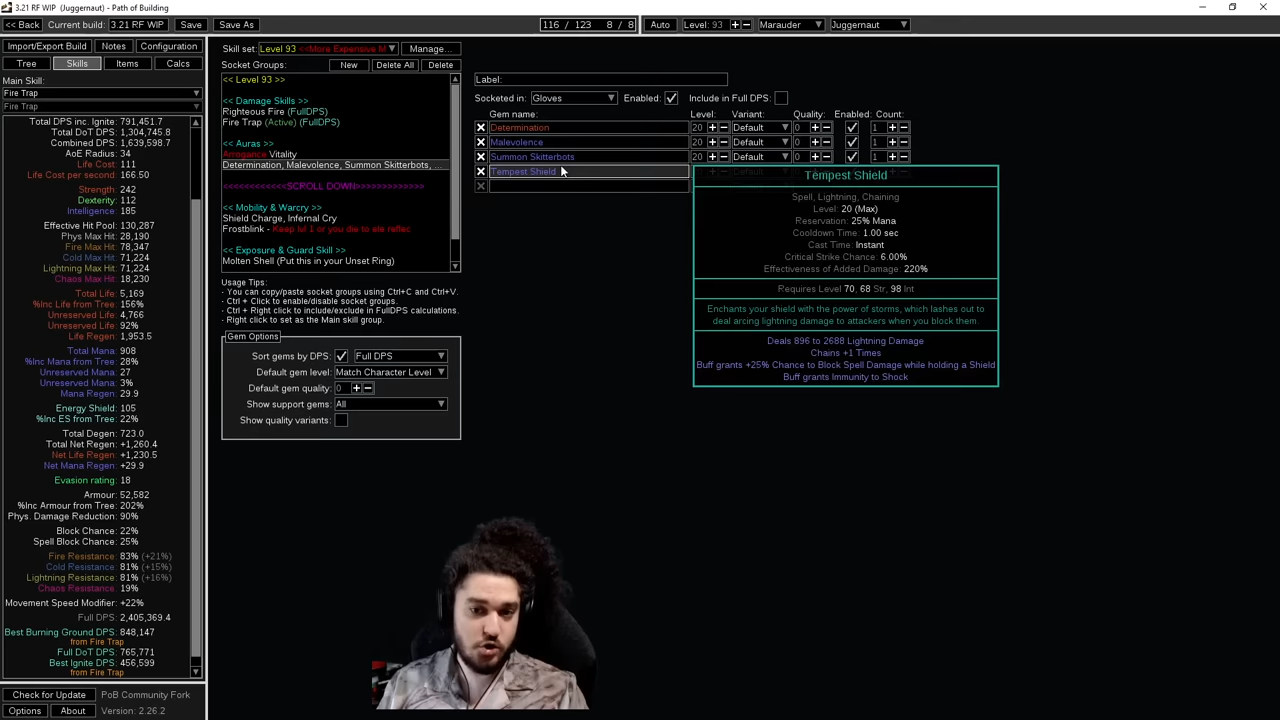 3.21 RF WIP (Juggernaut) - Path of Building
<< Back Current build: 3.21 RF WIP Save Save As 116 / 123 8 / 8 Auto Level: 93 Marauder Juggernaut
Import/Export Build Notes Configuration
Tree Skills Items Calcs
Main Skill:
Fire Trap
Fire Trap
Total DPS inc. Ignite: 791,451.7
Total DoT DPS: 1,304,745.8
Combined DPS: 1,639,598.7
AoE Radius: 34
Life Cost: 111
Life Cost per second: 166.50
Strength: 242
Dexterity: 112
Intelligence: 185
Effective Hit Pool: 130,287
Phys Max Hit: 28,190
Fire Max Hit: 78,347
Cold Max Hit: 71,224
Lightning Max Hit: 71,224
Chaos Max Hit: 18,230
Total Life: 5,169
%Inc Life from Tree: 156%
Unreserved Life: 4,766
Unreserved Life: 92%
Life Regen: 1,953.5
Total Mana: 908
%Inc Mana from Tree: 28%
Unreserved Mana: 27
Unreserved Mana: 3%
Mana Regen: 29.9
Energy Shield: 105
%Inc ES from Tree: 22%
Total Degen: 723.0
Total Net Regen: +1,260.4
Net Life Regen: +1,230.5
Net Mana Regen: +29.9
Evasion rating: 18
Armour: 52,582
%Inc Armour from Tree: 202%
Phys. Damage Reduction: 90%
Block Chance: 22%
Spell Block Chance: 25%
Fire Resistance: 83% (+21%)
Cold Resistance: 81% (+15%)
Lightning Resistance: 81% (+16%)
Chaos Resistance: 19%
Movement Speed Modifier: +22%
Full DPS: 2,405,369.4
Best Burning Ground DPS: 848,147
from Fire Trap
Full DoT DPS: 765,771
Best Ignite DPS: 456,599
from Fire Trap
Check for Update PoB Community Fork
Options About Version: 2.26.2
Skill set: Level 93 <<More Expensive M Manage...
Socket Groups: New Delete All Delete
<< Level 93 >>
<< Damage Skills >>
Righteous Fire (FullDPS)
Fire Trap (Active) (FullDPS)
<< Auras >>
Arrogance Vitality
Determination, Malevolence, Summon Skitterbots, ...
<<<<<<<<<<<<SCROLL DOWN>>>>>>>>>>>>
<< Mobility & Warcry >>
Shield Charge, Infernal Cry
Frostblink - Keep lvl 1 or you die to ele reflec
<< Exposure & Guard Skill >>
Molten Shell (Put this in your Unset Ring)
Usage Tips:
- You can copy/paste socket groups using Ctrl+C and Ctrl+V.
- Ctrl + Click to enable/disable socket groups.
- Ctrl + Right click to include/exclude in FullDPS calculations.
- Right click to set as the Main skill group.
Gem Options
Sort gems by DPS: Full DPS
Default gem level: Match Character Level
Default gem quality: 0
Show support gems: All
Show quality variants:
Label:
Socketed in: Gloves Enabled: Include in Full DPS:
Gem name: Level: Variant: Quality: Enabled: Count:
Determination 20 Default 0 1
Malevolence 20 Default 0 1
Summon Skitterbots 20 Default 0 1
Tempest Shield
Tempest Shield
Spell, Lightning, Chaining
Level: 20 (Max)
Reservation: 25% Mana
Cooldown Time: 1.00 sec
Cast Time: Instant
Critical Strike Chance: 6.00%
Effectiveness of Added Damage: 220%
Requires Level 70, 68 Str, 98 Int
Enchants your shield with the power of storms, which lashes out to
deal arcing lightning damage to attackers when you block them.
Deals 896 to 2688 Lightning Damage
Chains +1 Times
Buff grants +25% Chance to Block Spell Damage while holding a Shield
Buff grants Immunity to Shock